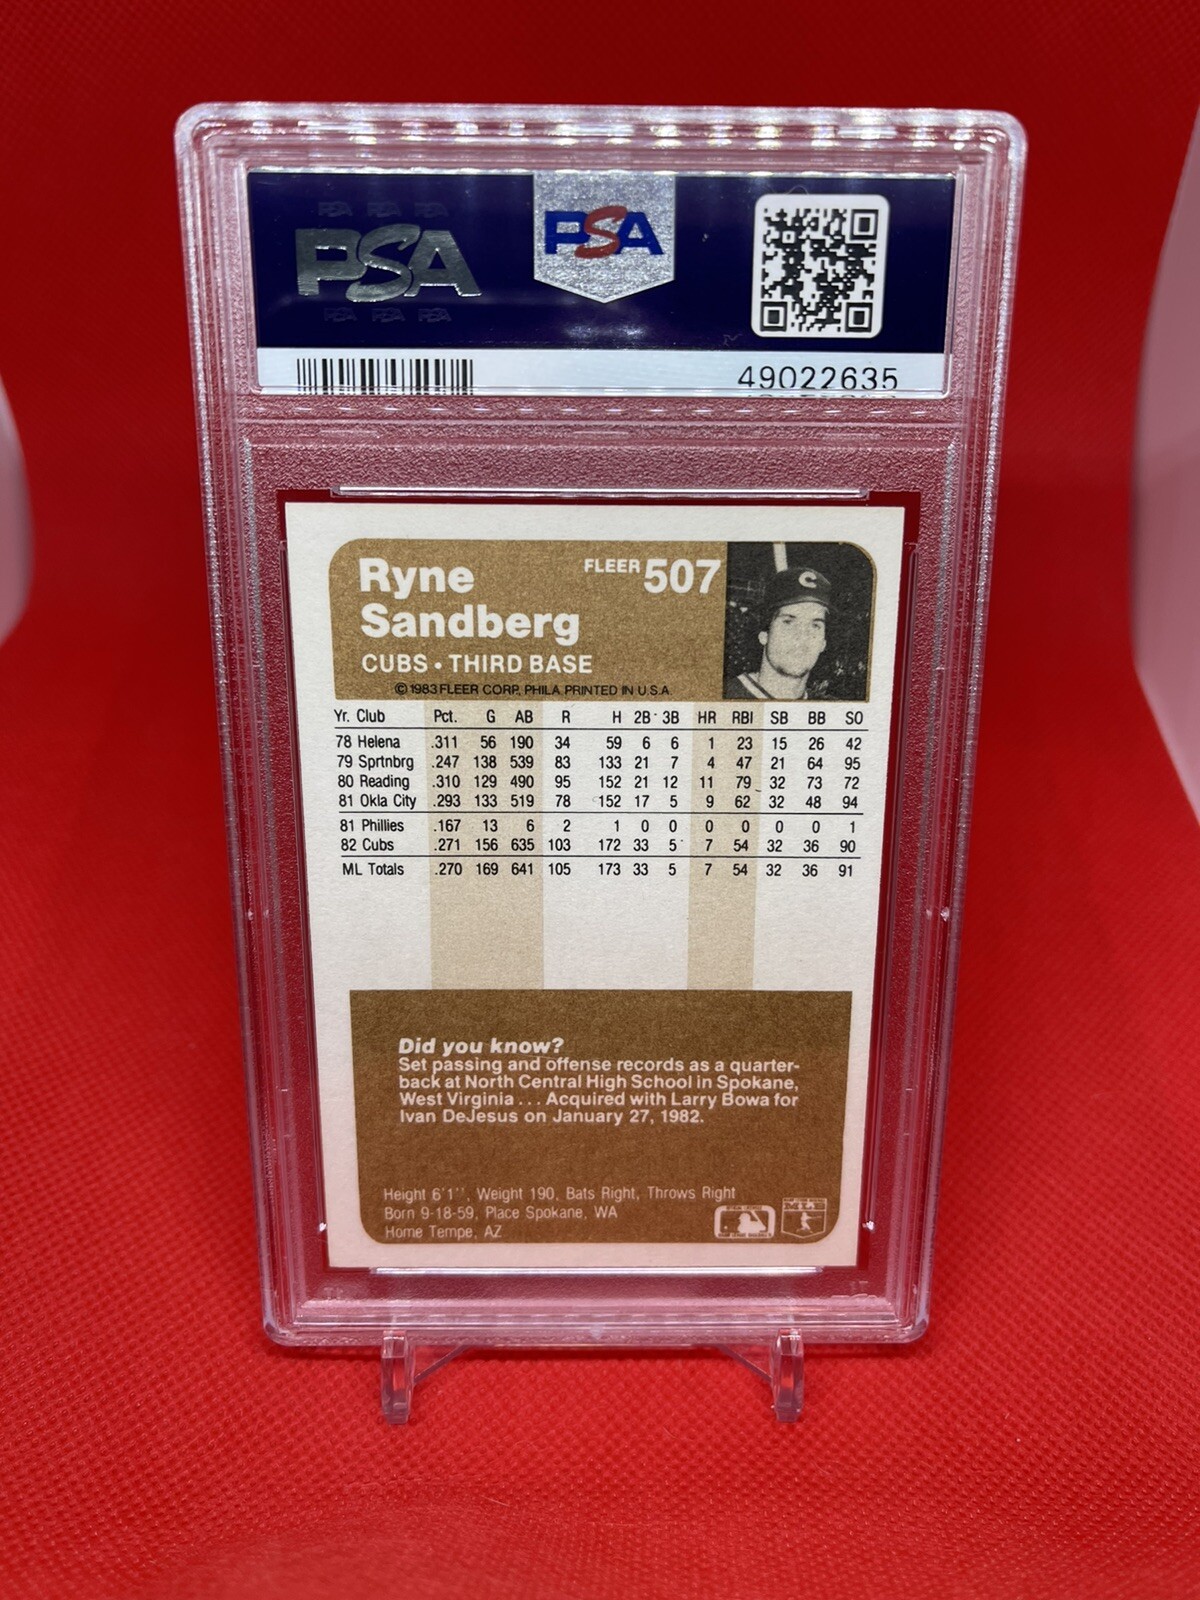 PSA PSA PSA
PSA
PSA PSA PSA
PSA
49022635
Ryne
Sandberg
FLEER 507
C
CUBS • THIRD BASE
© 1983 FLEER CORP. PHILA. PRINTED IN U.S.A.
Yr. Club Pct. G AB R H 2B 3B HR RBI SB BB SO
78 Helena .311 56 190 34 59 6 6 1 23 15 26 42
79 Sprtnbrg .247 138 539 83 133 21 7 4 47 21 64 95
80 Reading .310 129 490 95 152 21 12 11 79 32 73 72
81 Okla City .293 133 519 78 152 17 5 9 62 32 48 94
81 Phillies .167 13 6 2 1 0 0 0 0 0 0 1
82 Cubs .271 156 635 103 172 33 5 7 54 32 36 90
ML Totals .270 169 641 105 173 33 5 7 54 32 36 91
Did you know?
Set passing and offense records as a quarter-
back at North Central High School in Spokane,
West Virginia . . . Acquired with Larry Bowa for
Ivan DeJesus on January 27, 1982.
Height 6'1'', Weight 190, Bats Right, Throws Right
Born 9-18-59, Place Spokane, WA
Home Tempe, AZ